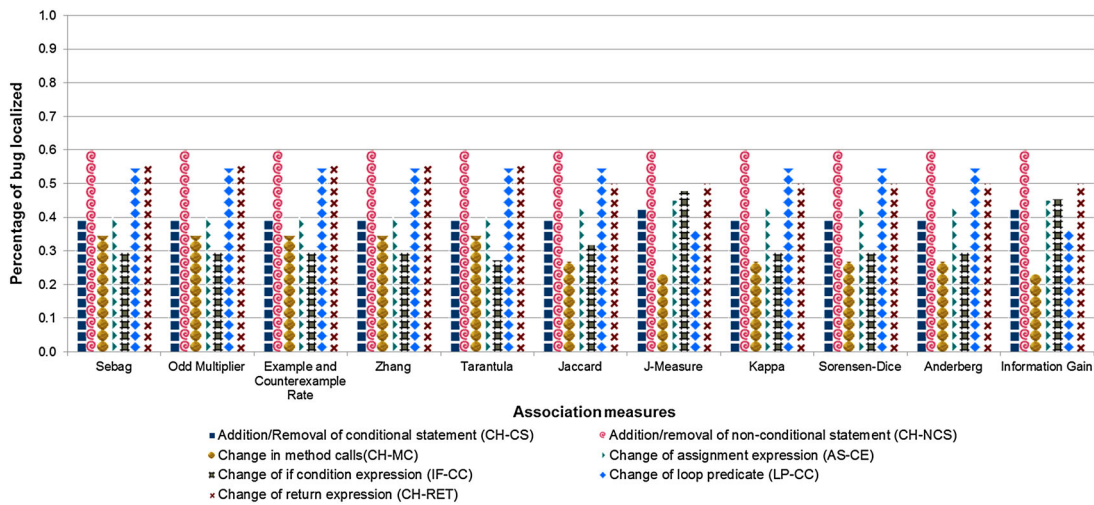 1.0
0.9
0.8
0.7
0.6
0.5
0.4
0.3
0.2
0.1
0.0
Percentage of bug localized
Sebag
Odd Multiplier
Example and
Counterexample
Rate
Zhang
Tarantula
Jaccard
J-Measure
Kappa
Sorensen-Dice
Anderberg
Information Gain
Association measures
Addition/Removal of conditional statement (CH-CS)
Addition/removal of non-conditional statement (CH-NCS)
Change in method calls(CH-MC)
Change of assignment expression (AS-CE)
Change of if condition expression (IF-CC)
Change of loop predicate (LP-CC)
Change of return expression (CH-RET)